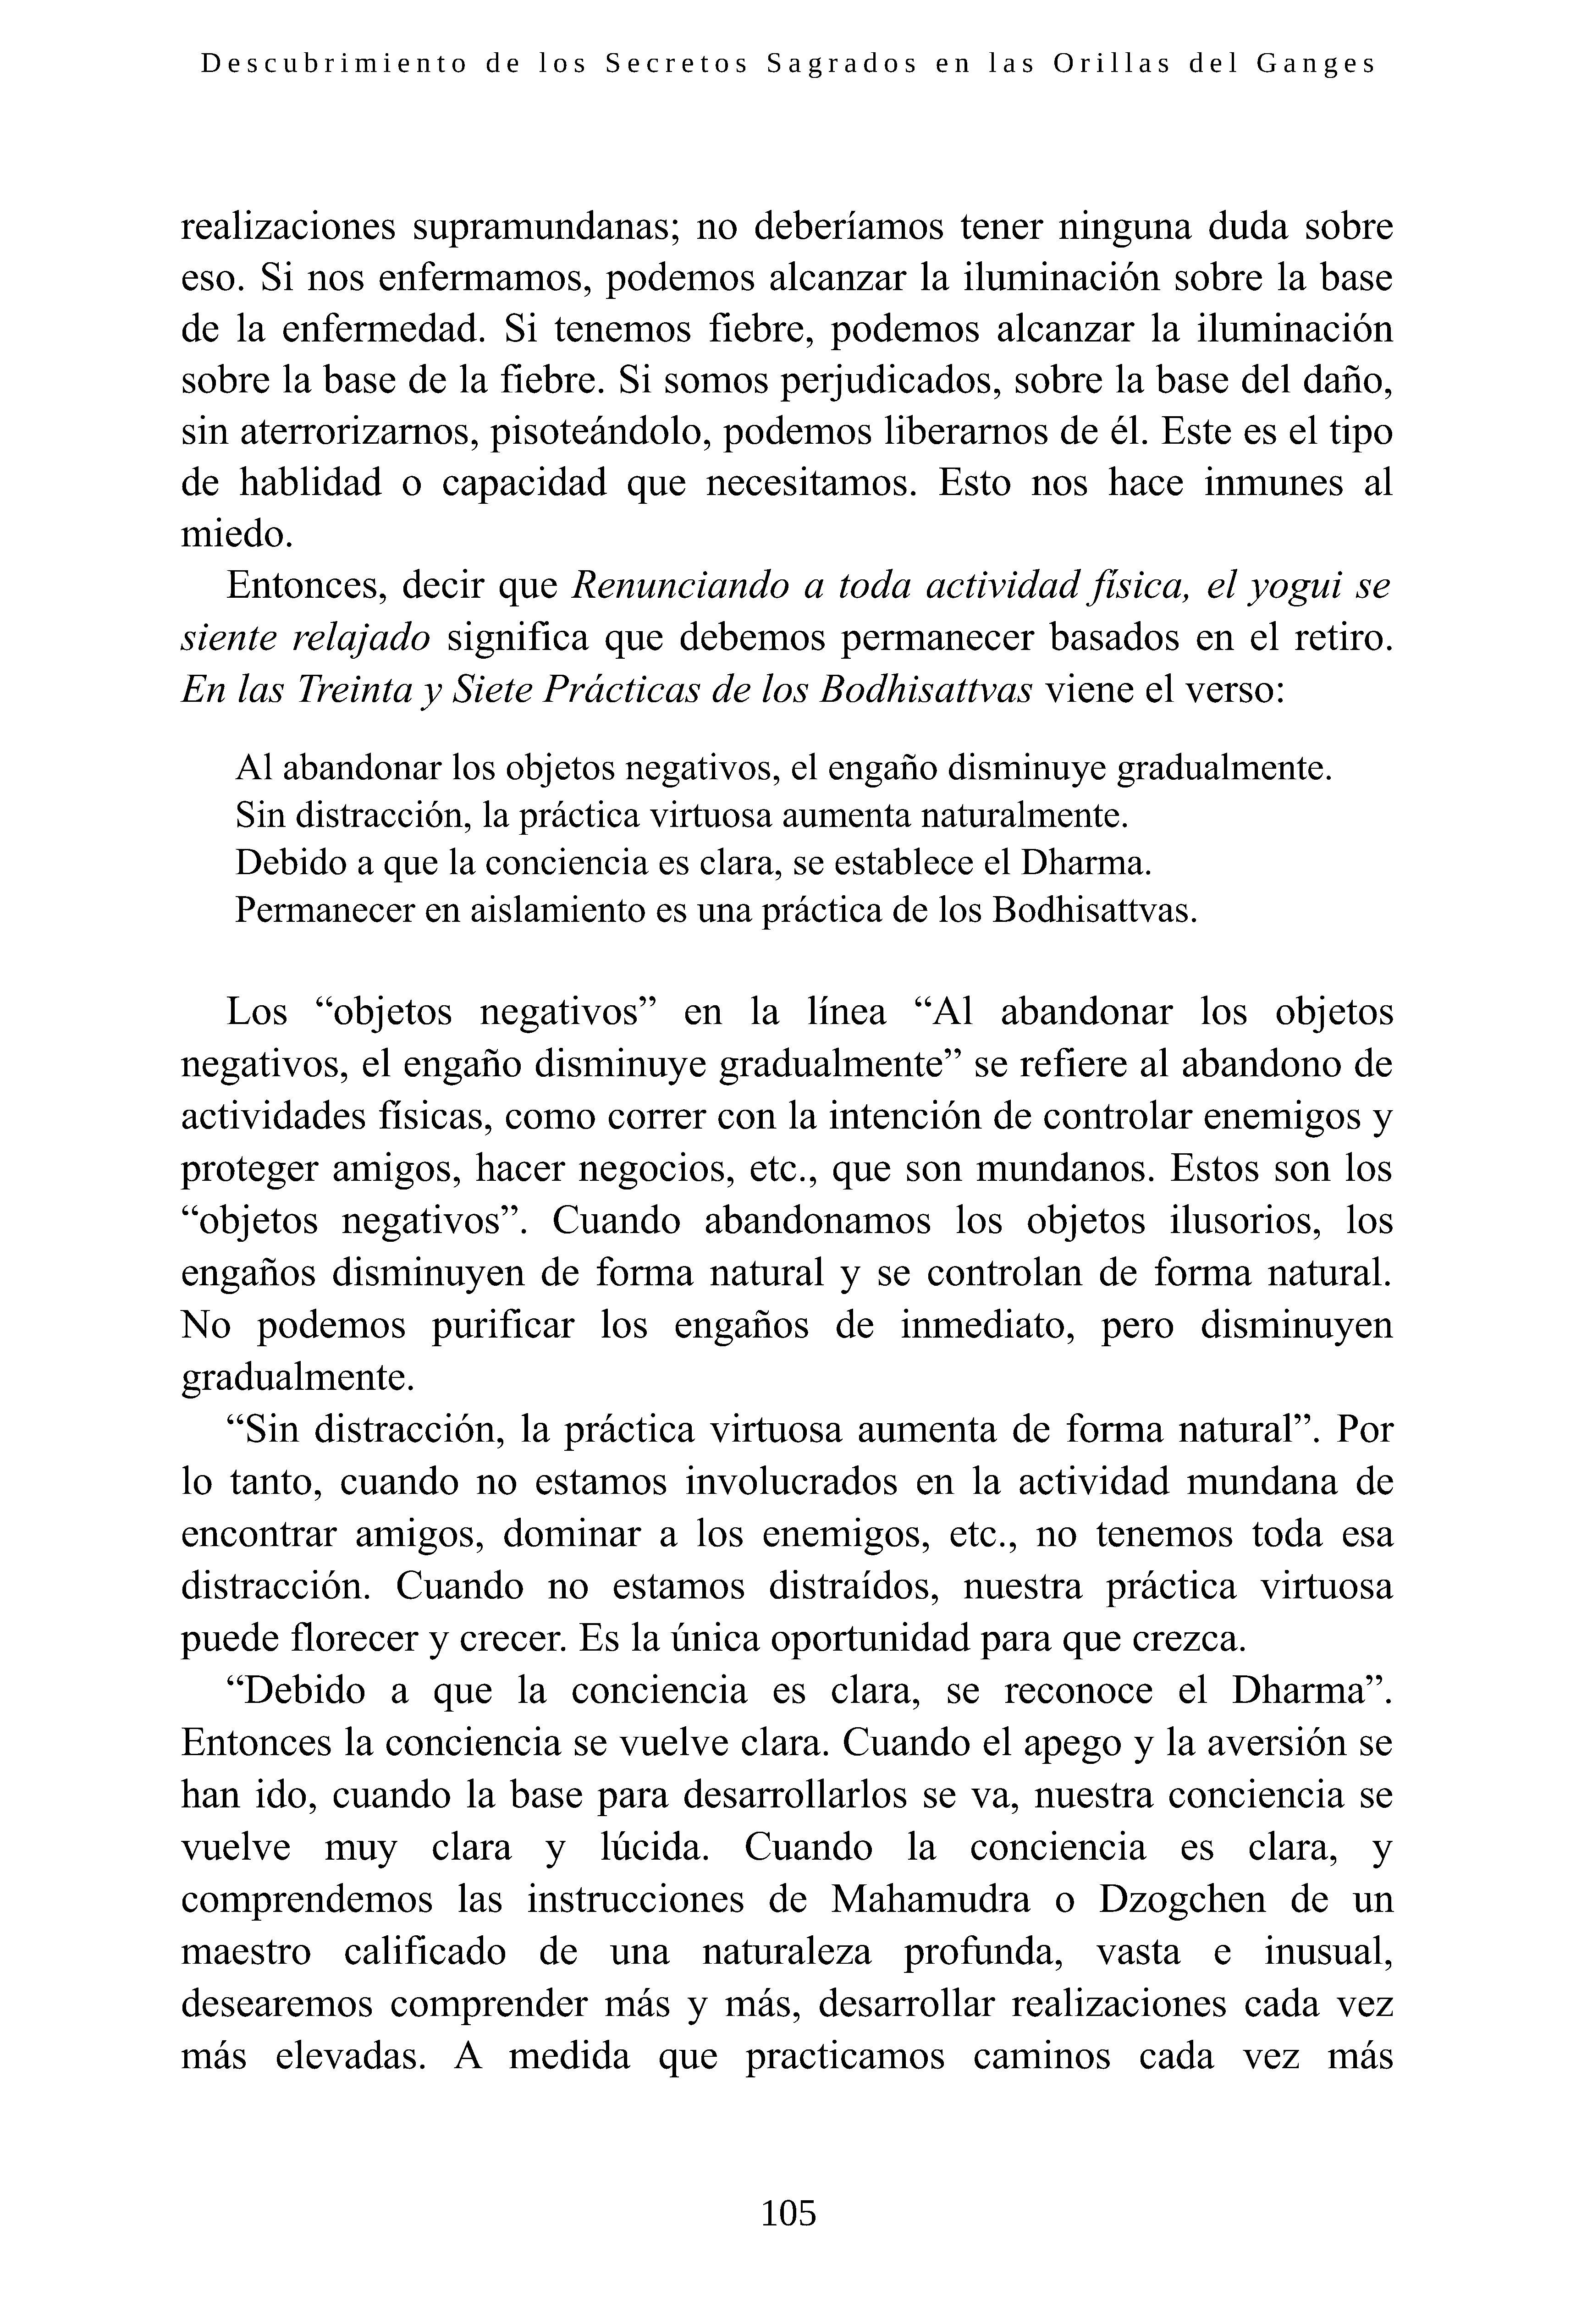 Descubrimiento de los Secretos Sagrados en las Orillas del Ganges
realizaciones supramundanas; no deberíamos tener ninguna duda sobre
eso. Si nos enfermamos, podemos alcanzar la iluminación sobre la base
de la enfermedad. Si tenemos fiebre, podemos alcanzar la iluminación
sobre la base de la fiebre. Si somos perjudicados, sobre la base del daño,
sin aterrorizarnos, pisoteándolo, podemos liberarnos de él. Este es el tipo
de hablidad o capacidad que necesitamos. Esto nos hace inmunes al
miedo.
Entonces, decir que Renunciando a toda actividad física, el yogui se
siente relajado significa que debemos permanecer basados en el retiro.
En las Treinta y Siete Prácticas de los Bodhisattvas viene el verso:
Al abandonar los objetos negativos, el engaño disminuye gradualmente.
Sin distracción, la práctica virtuosa aumenta naturalmente.
Debido a que la conciencia es clara, se establece el Dharma.
Permanecer en aislamiento es una práctica de los Bodhisattvas.
Los “objetos negativos” en la línea “Al abandonar los objetos
negativos, el engaño disminuye gradualmente” se refiere al abandono de
actividades físicas, como correr con la intención de controlar enemigos y
proteger amigos, hacer negocios, etc., que son mundanos. Estos son los
“objetos negativos”. Cuando abandonamos los objetos ilusorios, los
engaños disminuyen de forma natural y se controlan de forma natural.
No podemos purificar los engaños de inmediato, pero disminuyen
gradualmente.
“Sin distracción, la práctica virtuosa aumenta de forma natural”. Por
lo tanto, cuando no estamos involucrados en la actividad mundana de
encontrar amigos, dominar a los enemigos, etc., no tenemos toda esa
distracción. Cuando no estamos distraídos, nuestra práctica virtuosa
puede florecer y crecer. Es la única oportunidad para que crezca.
“Debido a que la conciencia es clara, se reconoce el Dharma”.
Entonces la conciencia se vuelve clara. Cuando el apego y la aversión se
han ido, cuando la base para desarrollarlos se va, nuestra conciencia se
vuelve muy clara y lúcida. Cuando la conciencia es clara, y
comprendemos las instrucciones de Mahamudra o Dzogchen de un
maestro calificado de una naturaleza profunda, vasta e inusual,
desearemos comprender más y más, desarrollar realizaciones cada vez
más elevadas. A medida que practicamos caminos cada vez más
105